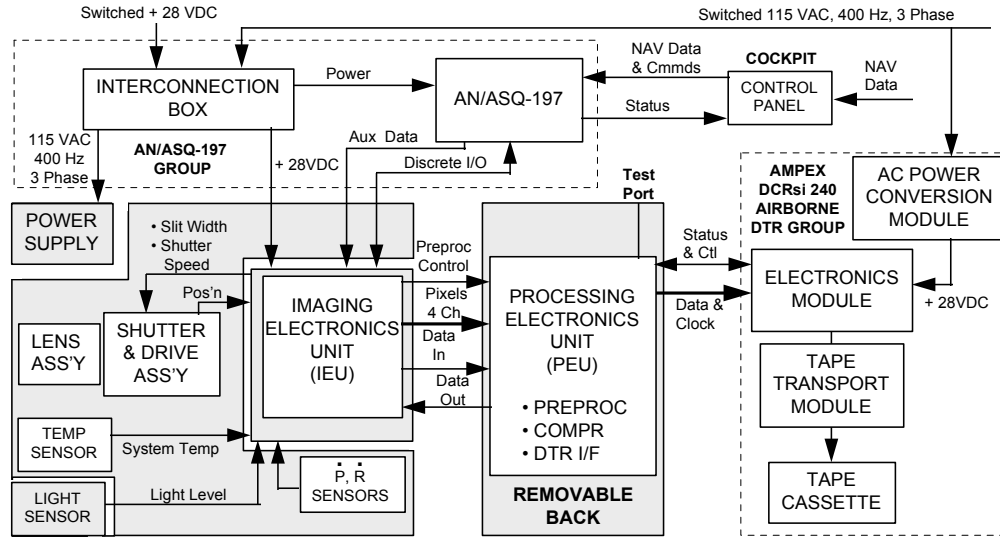 Switched + 28 VDC
Switched 115 VAC, 400 Hz, 3 Phase
INTERCONNECTION
BOX
Power
AN/ASQ-197
NAV Data
& Cmmds
Status
COCKPIT
CONTROL
PANEL
NAV
Data
115 VAC
400 Hz
3 Phase
AN/ASQ-197
GROUP
+ 28VDC
Aux Data
Discrete I/O
Test
Port
AMPEX
DCRsi 240
AIRBORNE
DTR GROUP
AC POWER
CONVERSION
MODULE
POWER
SUPPLY
• Slit Width
• Shutter
Speed
Pos'n
LENS
ASS'Y
SHUTTER
& DRIVE
ASS'Y
IMAGING
ELECTRONICS
UNIT
(IEU)
Preproc
Control
Pixels
4 Ch
Data
In
Data
Out
PROCESSING
ELECTRONICS
UNIT
(PEU)
• PREPROC
• COMPR
• DTR I/F
REMOVABLE
BACK
Status
& Ctl
Data &
Clock
ELECTRONICS
MODULE
+ 28VDC
TAPE
TRANSPORT
MODULE
TAPE
CASSETTE
TEMP
SENSOR
System Temp
LIGHT
SENSOR
Light Level
Ṗ, Ṙ
SENSORS